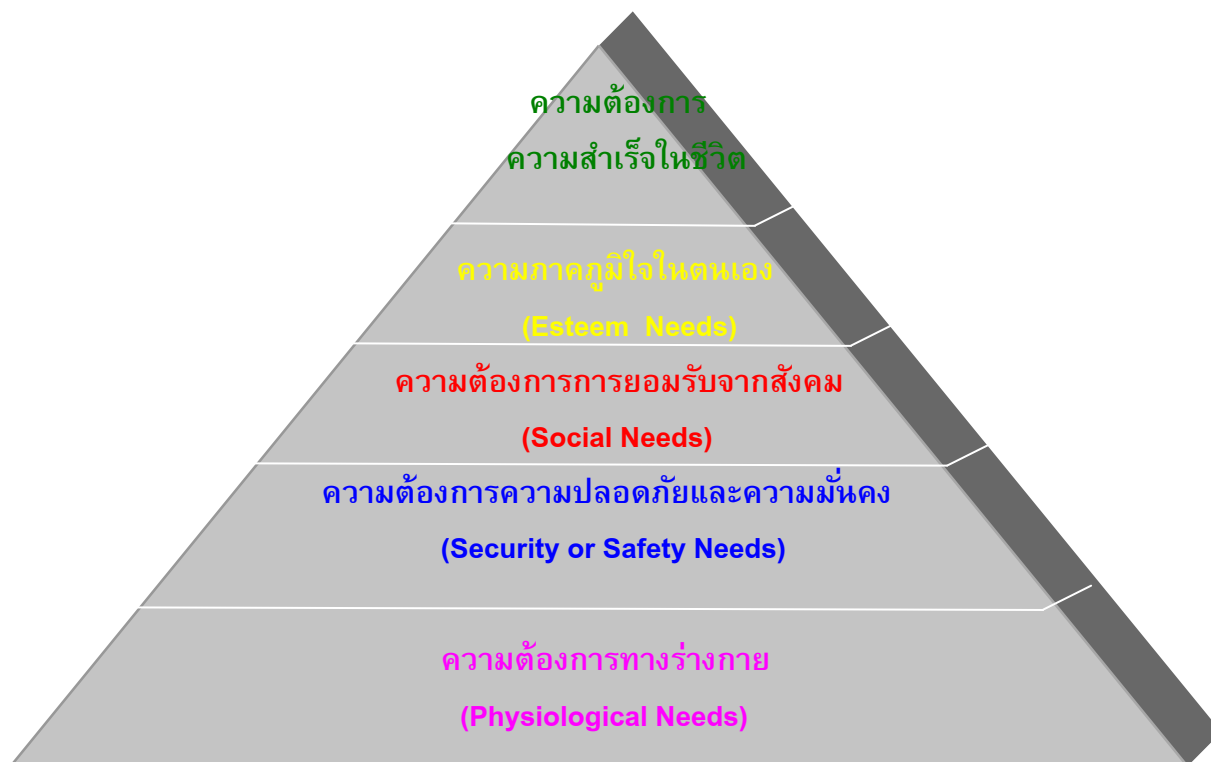 ความต้องการ
ความสำเร็จในชีวิต
ความภาคภูมิใจในตนเอง
(Esteem  Needs)
ความต้องการการยอมรับจากสังคม
(Social Needs)
ความต้องการความปลอดภัยและความมั่นคง
(Security or Safety Needs)
ความต้องการทางร่างกาย
(Physiological Needs)